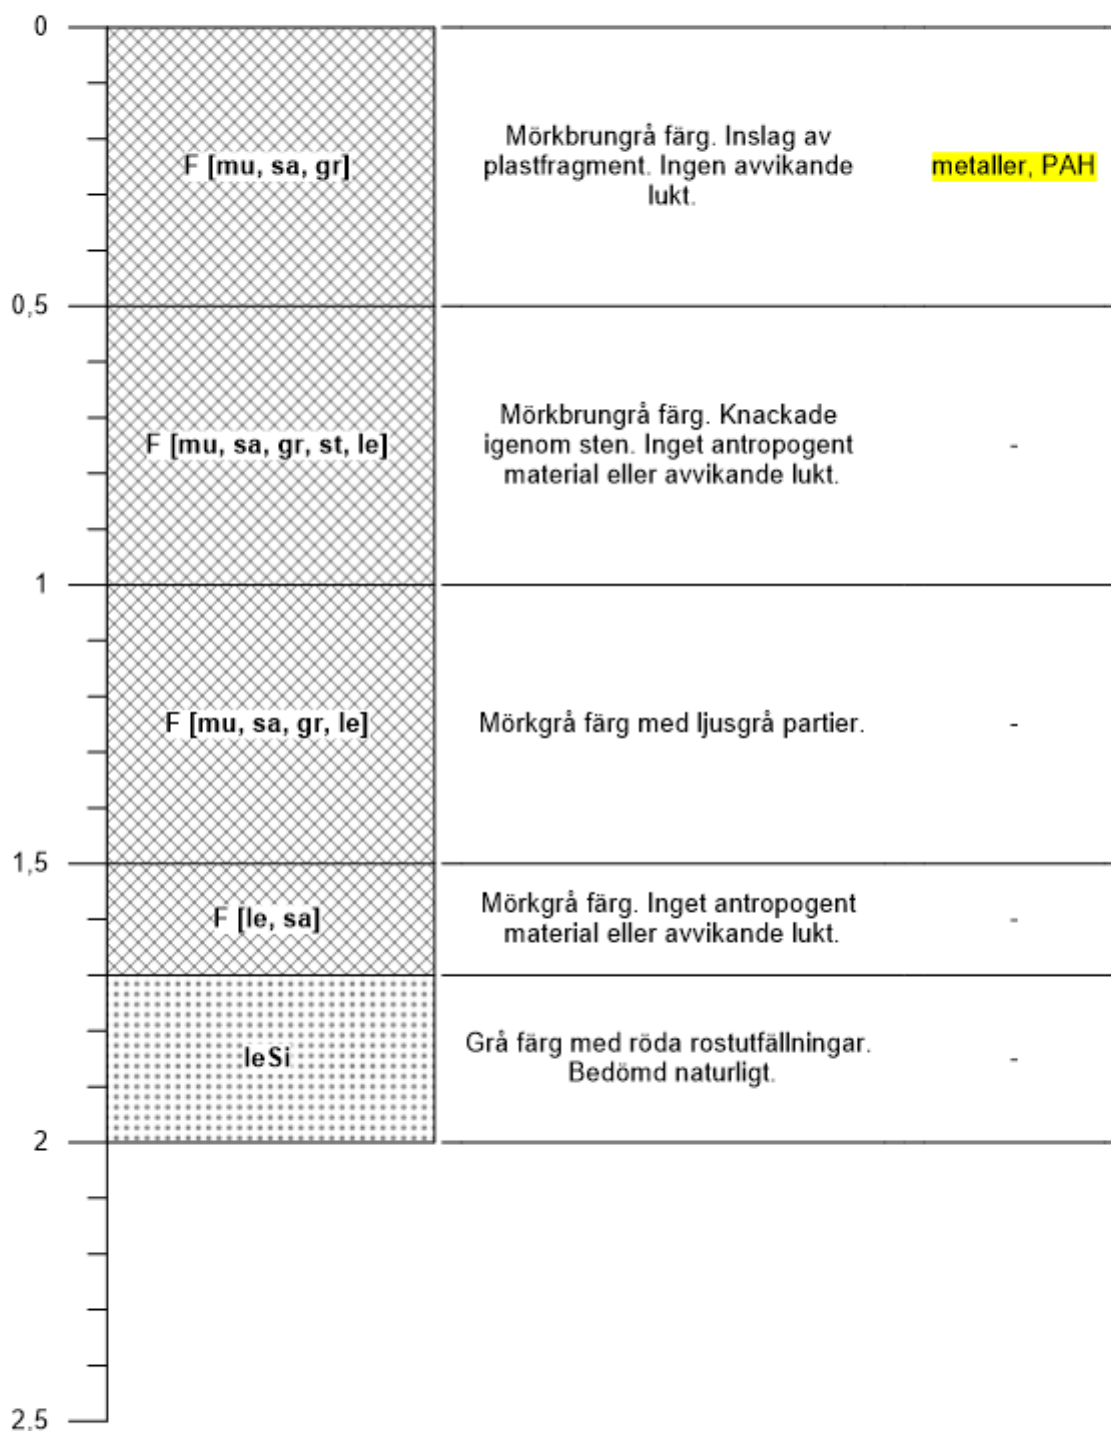 0
F [mu, sa, gr]
Mörkbrungrå färg. Inslag av
plastfragment. Ingen avvikande
lukt.
metaller, PAH
0,5
F [mu, sa, gr, st, le]
Mörkbrungrå färg. Knackade
igenom sten. Inget antropogent
material eller avvikande lukt.
-
1
F [mu, sa, gr, le]
Mörkgrå färg med ljusgrå partier.
-
1,5
F [le, sa]
Mörkgrå färg. Inget antropogent
material eller avvikande lukt.
-
leSi
Grå färg med röda rostutfällningar.
Bedömd naturligt.
-
2
2,5